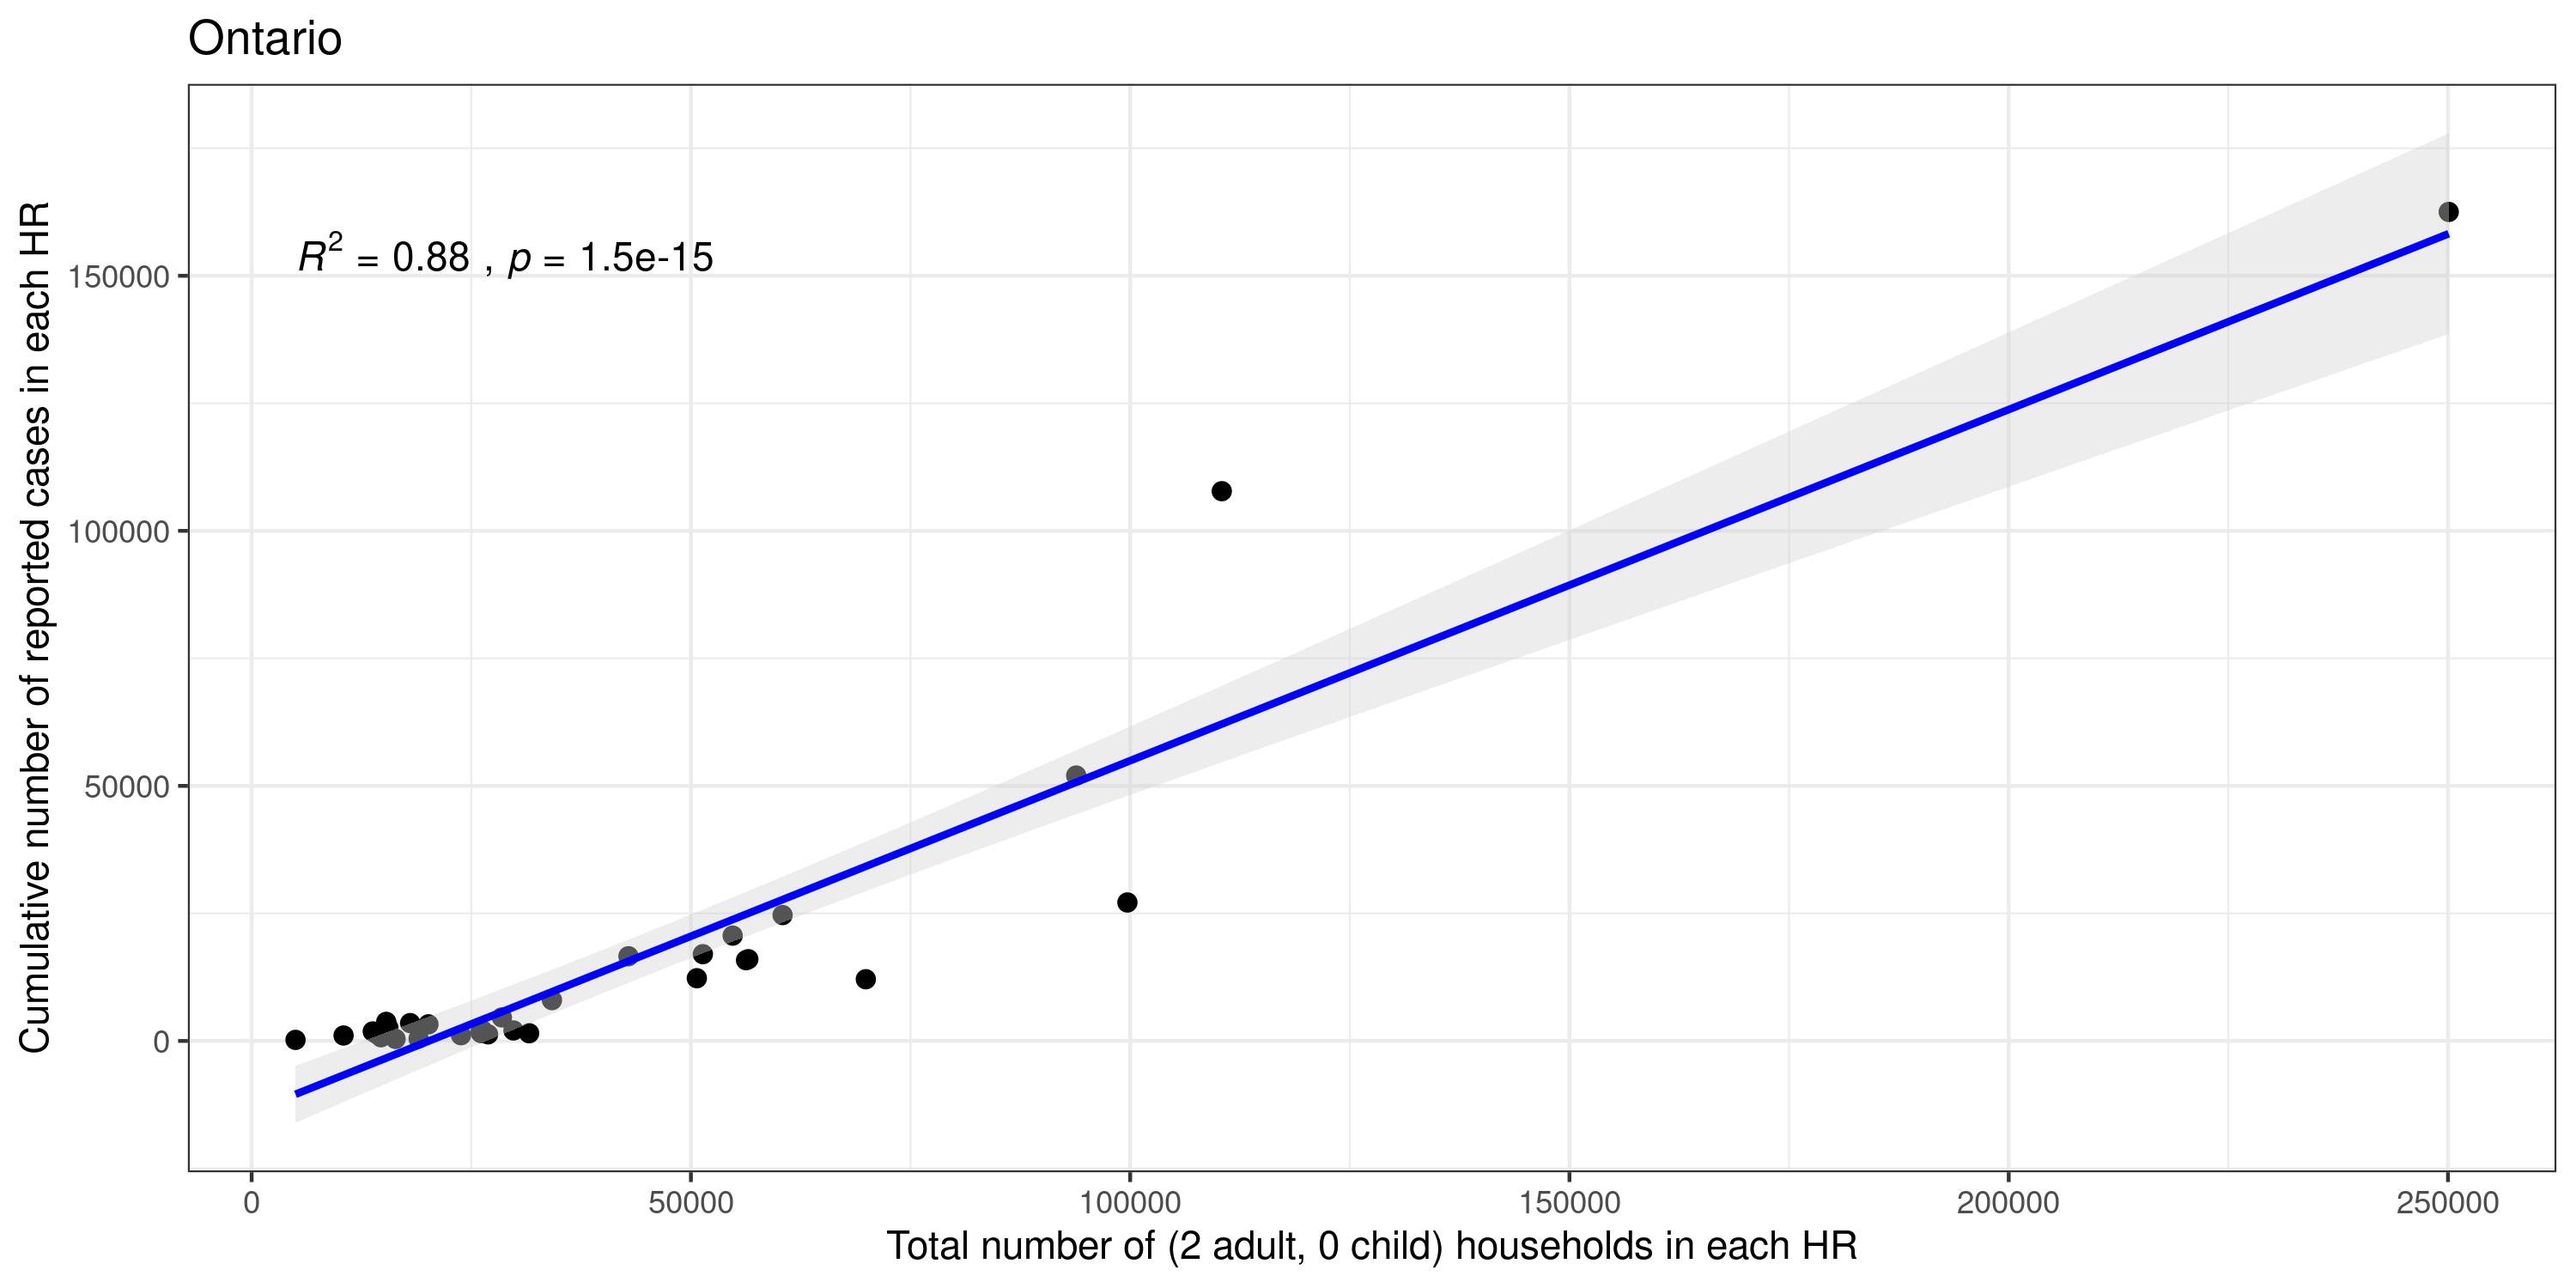 Ontario
R² = 0.88 , p = 1.5e-15
Cumulative number of reported cases in each HR
150000
100000
50000
0
0 50000 100000 150000 200000 250000
Total number of (2 adult, 0 child) households in each HR